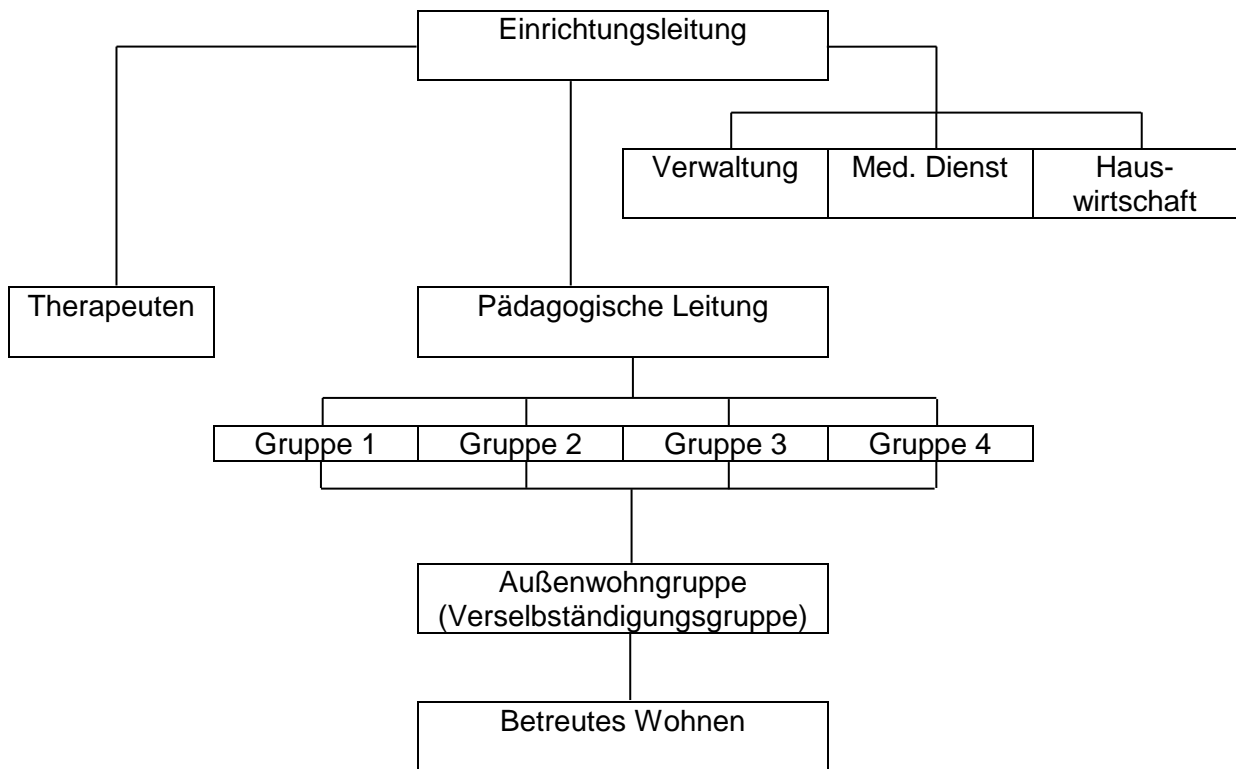 Einrichtungsleitung
Verwaltung
Med. Dienst
Haus-
wirtschaft
Therapeuten
Pädagogische Leitung
Gruppe 1
Gruppe 2
Gruppe 3
Gruppe 4
Außenwohngruppe
(Verselbständigungsgruppe)
Betreutes Wohnen